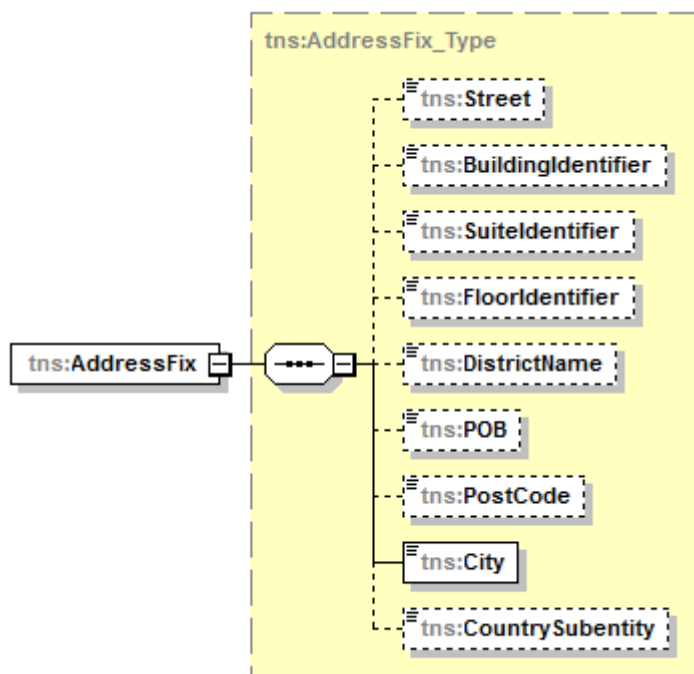 tns:AddressFix_Type
tns:Street
tns:BuildingIdentifier
tns:SuiteIdentifier
tns:FloorIdentifier
tns:AddressFix
tns:DistrictName
tns:POB
tns:PostCode
tns:City
tns:CountrySubentity